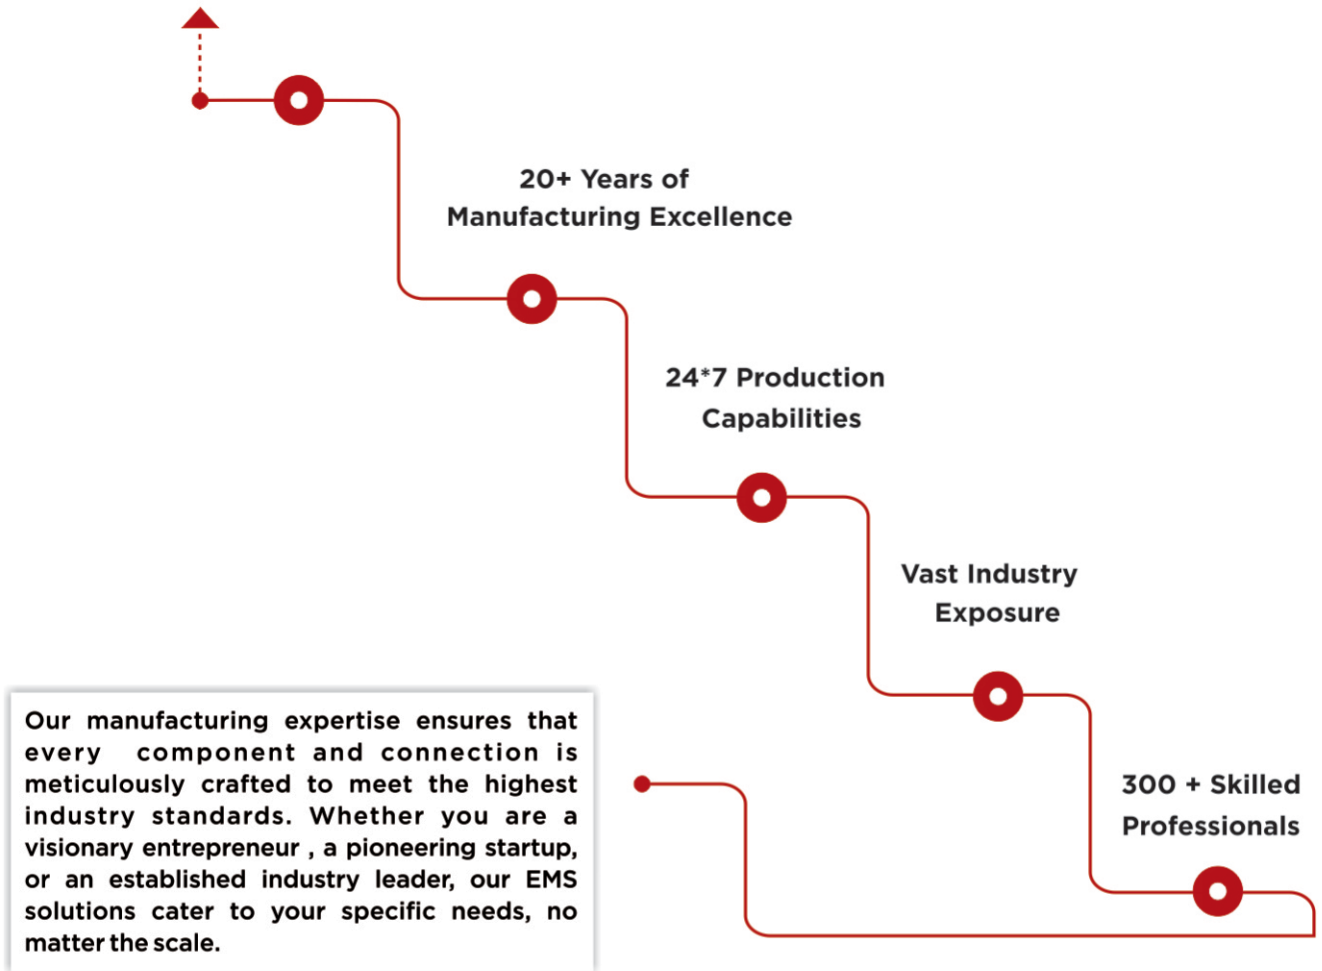 20+ Years of
Manufacturing Excellence
24*7 Production
Capabilities
Vast Industry
Exposure
300 + Skilled
Professionals
Our manufacturing expertise ensures that
every component and connection is
meticulously crafted to meet the highest
industry standards. Whether you are a
visionary entrepreneur , a pioneering startup,
or an established industry leader, our EMS
solutions cater to your specific needs, no
matter the scale.